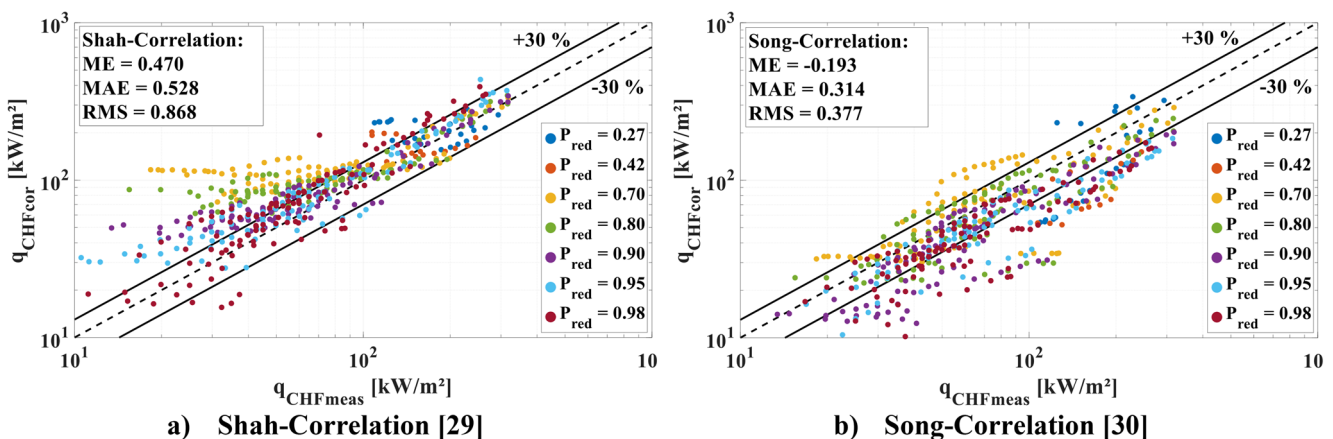 10³
Shah-Correlation:
ME = 0.470
MAE = 0.528
RMS = 0.868
+30 %
-30 %
P_red = 0.27
P_red = 0.42
P_red = 0.70
P_red = 0.80
P_red = 0.90
P_red = 0.95
P_red = 0.98
q_CHFcor [kW/m²]
10²
10¹
10¹ 10² 10
q_CHFmeas [kW/m²]
a) Shah-Correlation [29]
10³
Song-Correlation:
ME = -0.193
MAE = 0.314
RMS = 0.377
+30 %
-30 %
P_red = 0.27
P_red = 0.42
P_red = 0.70
P_red = 0.80
P_red = 0.90
P_red = 0.95
P_red = 0.98
q_CHFcor [kW/m²]
10²
10¹
10¹ 10² 10
q_CHFmeas [kW/m²]
b) Song-Correlation [30]